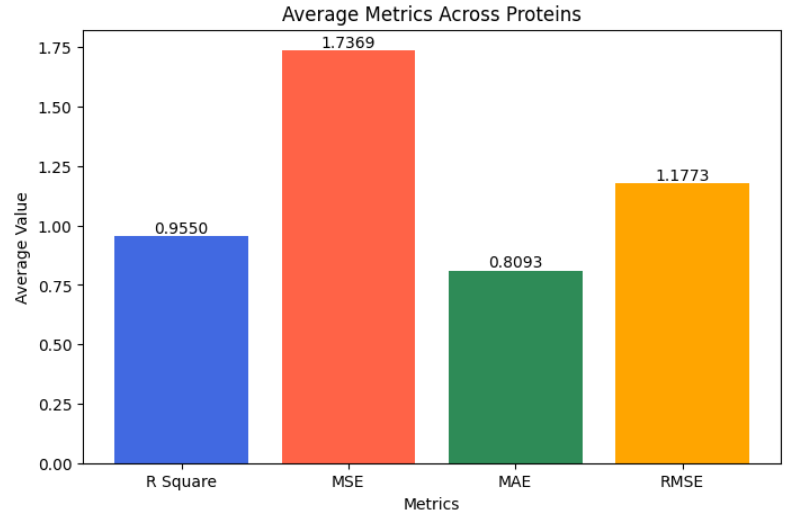 Average Metrics Across Proteins
1.75
1.50
1.25
1.00
0.75
0.50
0.25
0.00
Average Value
0.9550
1.7369
0.8093
1.1773
R Square
MSE
MAE
RMSE
Metrics